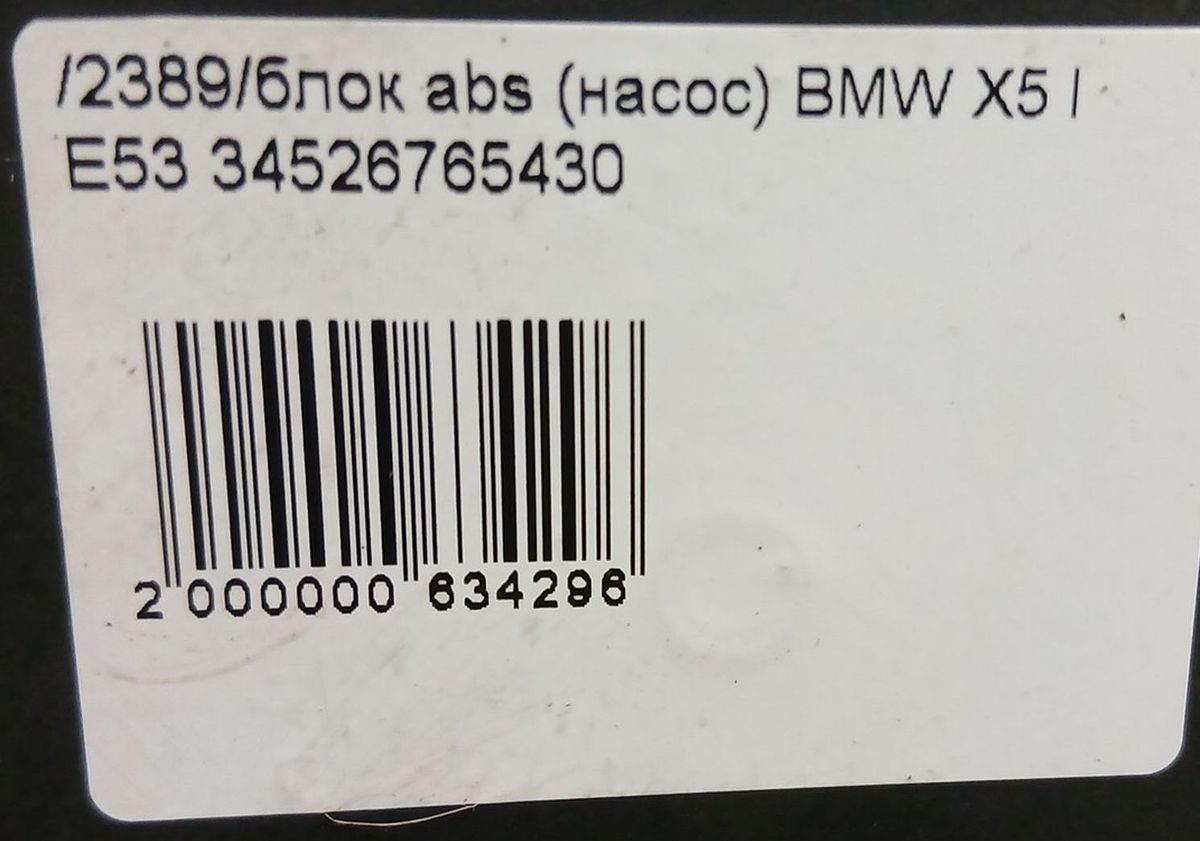 /2389/блок abs (насос) BMW X5 I
E53 34526765430
2 000000 634296